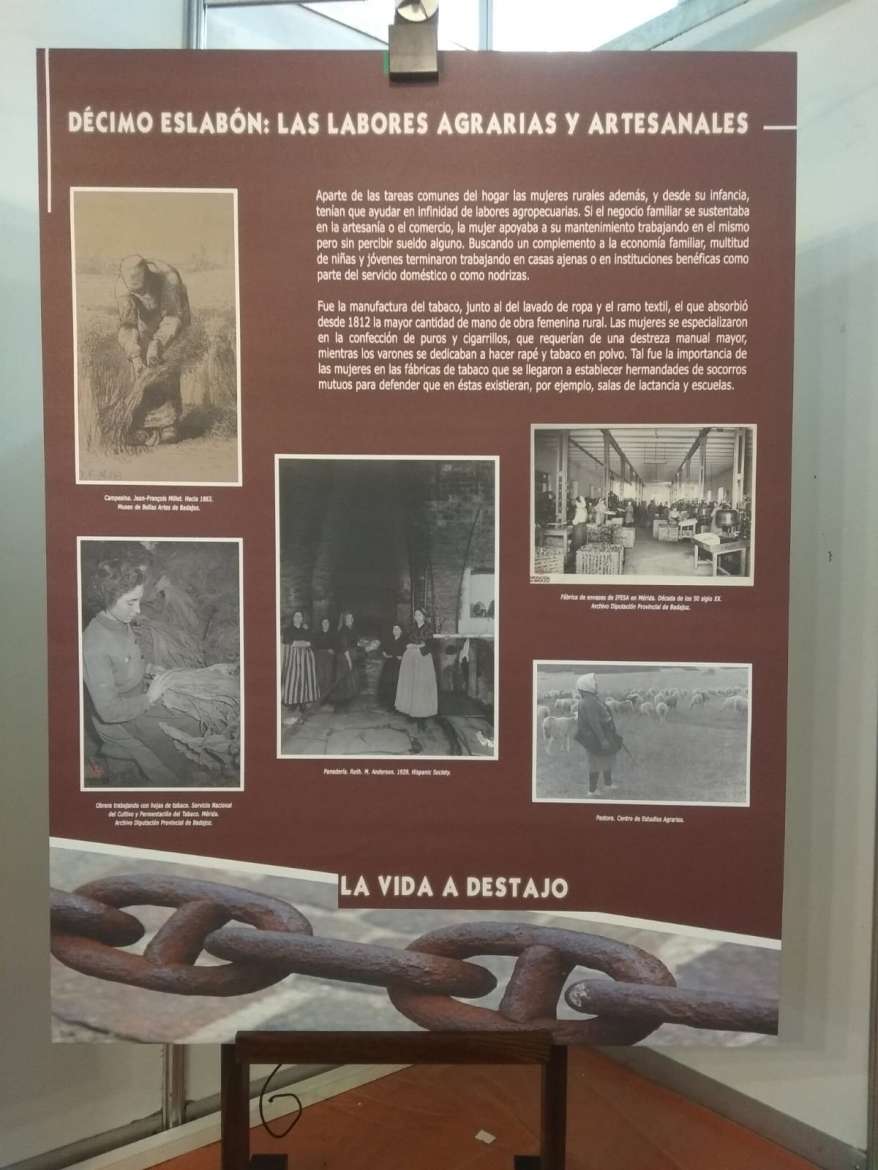 DÉCIMO ESLABÓN: LAS LABORES AGRARIAS Y ARTESANALES
Aparte de las tareas comunes del hogar las mujeres rurales además, y desde su infancia,
tenían que ayudar en infinidad de labores agropecuarias. Si el negocio familiar se sustentaba
en la artesanía o el comercio, la mujer apoyaba a su mantenimiento trabajando en el mismo
pero sin percibir sueldo alguno. Buscando un complemento a la economía familiar, multitud
de niñas y jóvenes terminaron trabajando en casas ajenas o en instituciones benéficas como
parte del servicio doméstico o como nodrizas.
Fue la manufactura del tabaco, junto al del lavado de ropa y el ramo textil, el que absorbió
desde 1812 la mayor cantidad de mano de obra femenina rural. Las mujeres se especializaron
en la confección de puros y cigarrillos, que requerían de una destreza manual mayor,
mientras los varones se dedicaban a hacer rapé y tabaco en polvo. Tal fue la importancia de
las mujeres en las fábricas de tabaco que se llegaron a establecer hermandades de socorros
mutuos para defender que en éstas existieran, por ejemplo, salas de lactancia y escuelas.
Campesina. Jean-François Millet. Hacia 1863.
Museo de Bellas Artes de Badajoz.
Fábrica de envases de IFESA en Mérida. Década de los 50 siglo XX.
Archivo Diputación Provincial de Badajoz.
Panadería. Ruth. M. Anderson. 1928. Hispanic Society.
Obrera trabajando con hojas de tabaco. Servicio Nacional
del Cultivo y Fermentación del Tabaco. Mérida.
Archivo Diputación Provincial de Badajoz.
Pastora. Centro de Estudios Agrarios.
LA VIDA A DESTAJO